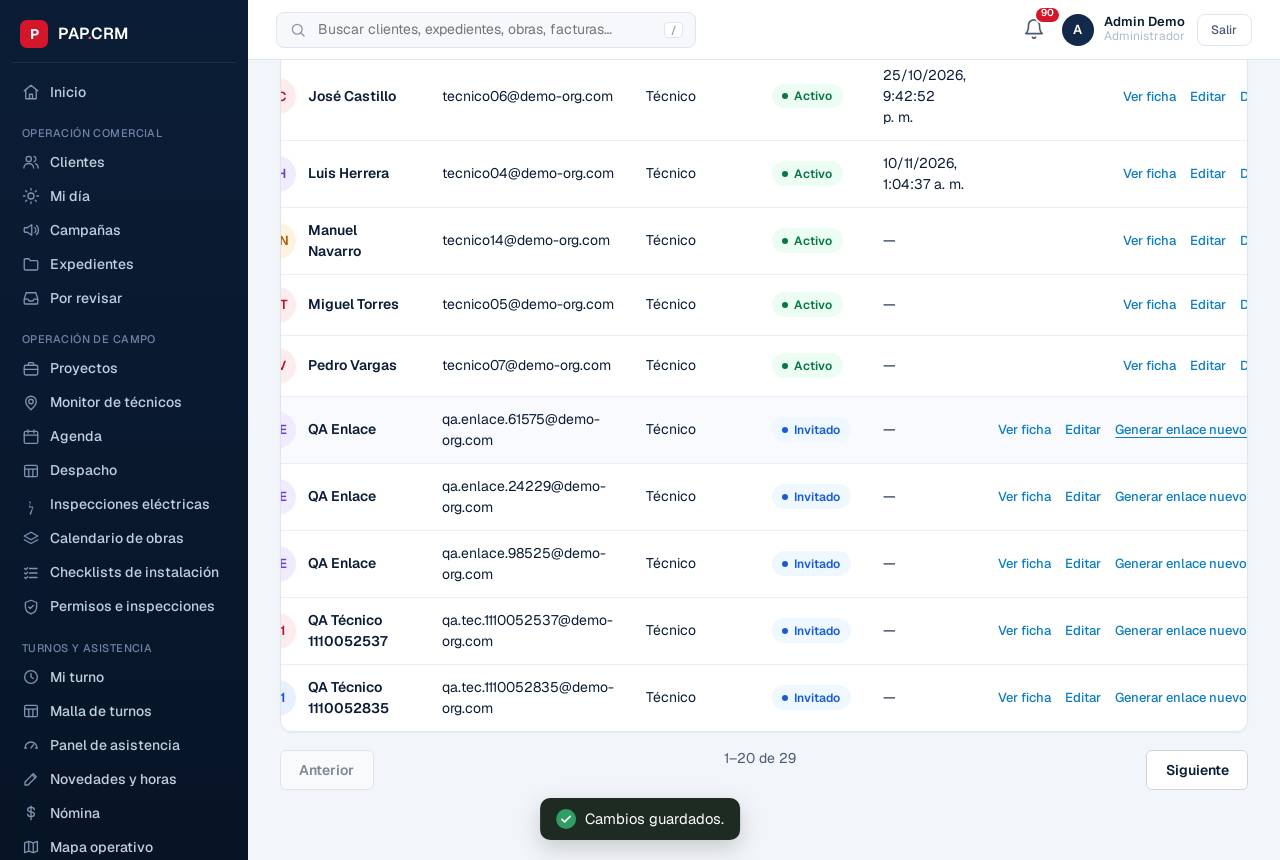 P PAP.CRM
Buscar clientes, expedientes, obras, facturas… /
90
A
Admin Demo
Administrador
Salir
Inicio
OPERACIÓN COMERCIAL
Clientes
Mi día
Campañas
Expedientes
Por revisar
OPERACIÓN DE CAMPO
Proyectos
Monitor de técnicos
Agenda
Despacho
Inspecciones eléctricas
Calendario de obras
Checklists de instalación
Permisos e inspecciones
TURNOS Y ASISTENCIA
Mi turno
Malla de turnos
Panel de asistencia
Novedades y horas
Nómina
Mapa operativo
C José Castillo tecnico06@demo-org.com Técnico Activo 25/10/2026,
9:42:52
p. m. Ver ficha Editar D
H Luis Herrera tecnico04@demo-org.com Técnico Activo 10/11/2026,
1:04:37 a. m. Ver ficha Editar D
N Manuel
Navarro tecnico14@demo-org.com Técnico Activo — Ver ficha Editar D
T Miguel Torres tecnico05@demo-org.com Técnico Activo — Ver ficha Editar D
V Pedro Vargas tecnico07@demo-org.com Técnico Activo — Ver ficha Editar D
E QA Enlace qa.enlace.61575@demo-
org.com Técnico Invitado — Ver ficha Editar Generar enlace nuevo
E QA Enlace qa.enlace.24229@demo-
org.com Técnico Invitado — Ver ficha Editar Generar enlace nuevo
E QA Enlace qa.enlace.98525@demo-
org.com Técnico Invitado — Ver ficha Editar Generar enlace nuevo
1 QA Técnico
1110052537 qa.tec.1110052537@demo-
org.com Técnico Invitado — Ver ficha Editar Generar enlace nuevo
1 QA Técnico
1110052835 qa.tec.1110052835@demo-
org.com Técnico Invitado — Ver ficha Editar Generar enlace nuevo
Anterior 1–20 de 29 Siguiente
Cambios guardados.